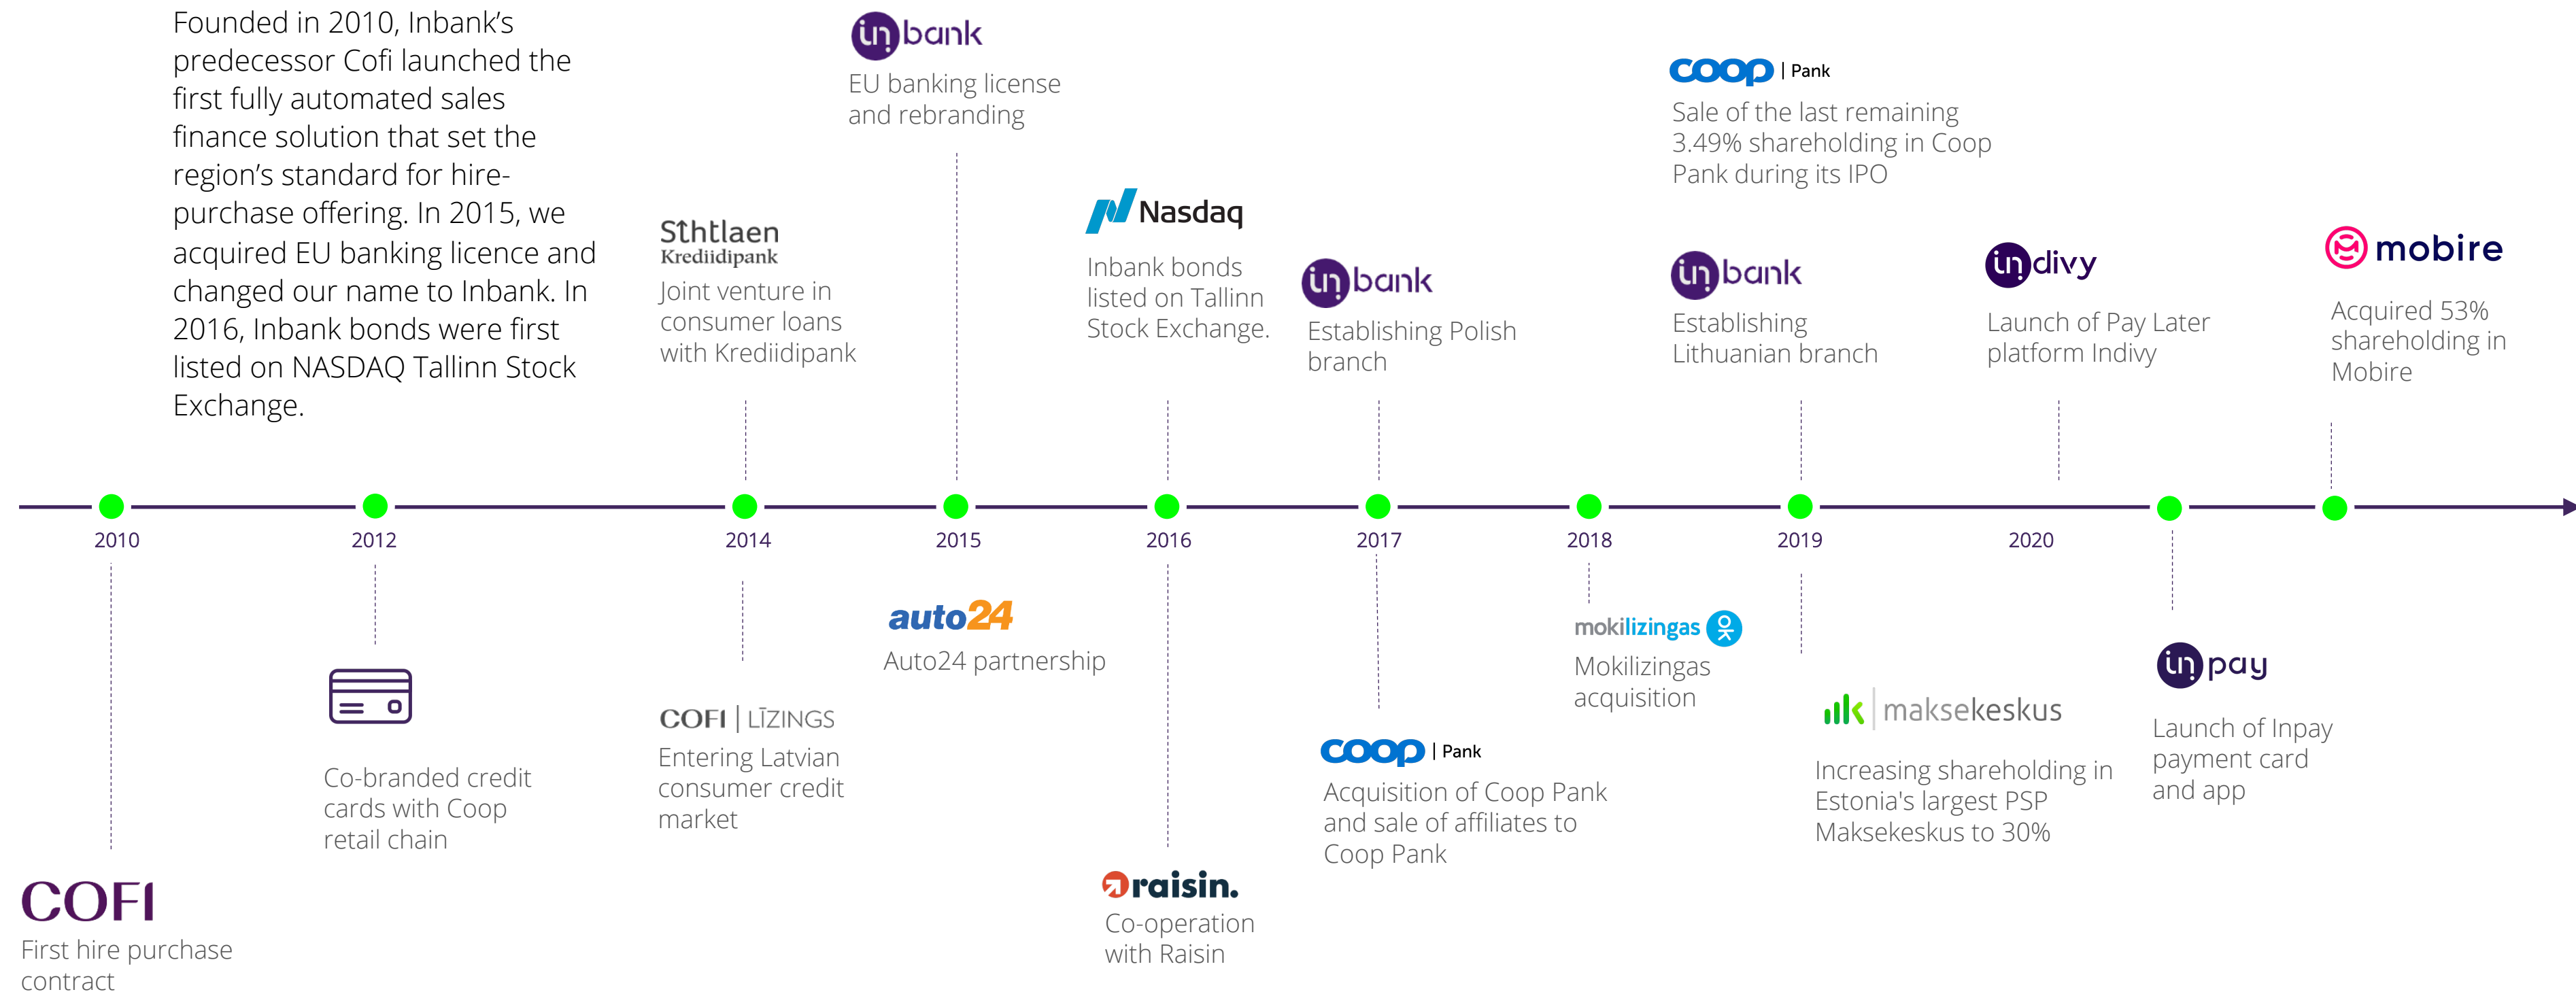 Founded in 2010, Inbank’s
predecessor Cofi launched the
first fully automated sales
finance solution that set the
region’s standard for hire-
purchase offering. In 2015, we
acquired EU banking licence and
changed our name to Inbank. In
2016, Inbank bonds were first
listed on NASDAQ Tallinn Stock
Exchange.
Sthtlaen
Krediidipank
Joint venture in
consumer loans
with Krediidipank
inbank
EU banking license
and rebranding
Nasdaq
Inbank bonds
listed on Tallinn
Stock Exchange.
inbank
Establishing Polish
branch
coop | Pank
Sale of the last remaining
3.49% shareholding in Coop
Pank during its IPO
inbank
Establishing
Lithuanian branch
indivy
Launch of Pay Later
platform Indivy
mobire
Acquired 53%
shareholding in
Mobire
2010
2012
2014
2015
2016
2017
2018
2019
2020
COFI
First hire purchase
contract
Co-branded credit
cards with Coop
retail chain
COFI | LĪZINGS
Entering Latvian
consumer credit
market
auto24
Auto24 partnership
raisin.
Co-operation
with Raisin
coop | Pank
Acquisition of Coop Pank
and sale of affiliates to
Coop Pank
mokilizingas
Mokilizingas
acquisition
maksekeskus
Increasing shareholding in
Estonia's largest PSP
Maksekeskus to 30%
inpay
Launch of Inpay
payment card
and app